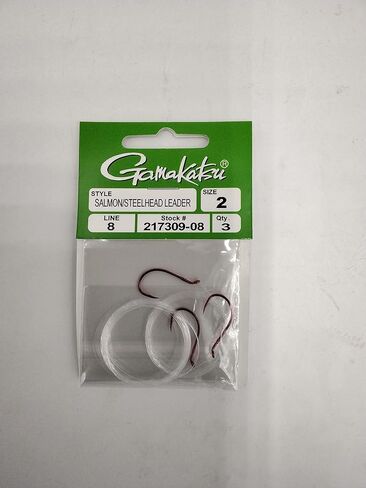 Gamakatsu®
STYLE
SALMON/STEELHEAD LEADER
SIZE
2
LINE
8
Stock #
217309-08
Qty.
3